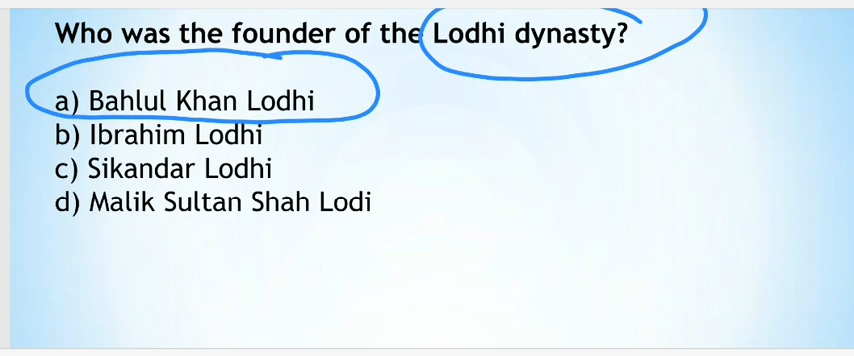 Who was the founder of the Lodhi dynasty?
a) Bahlul Khan Lodhi
b) Ibrahim Lodhi
c) Sikandar Lodhi
d) Malik Sultan Shah Lodi